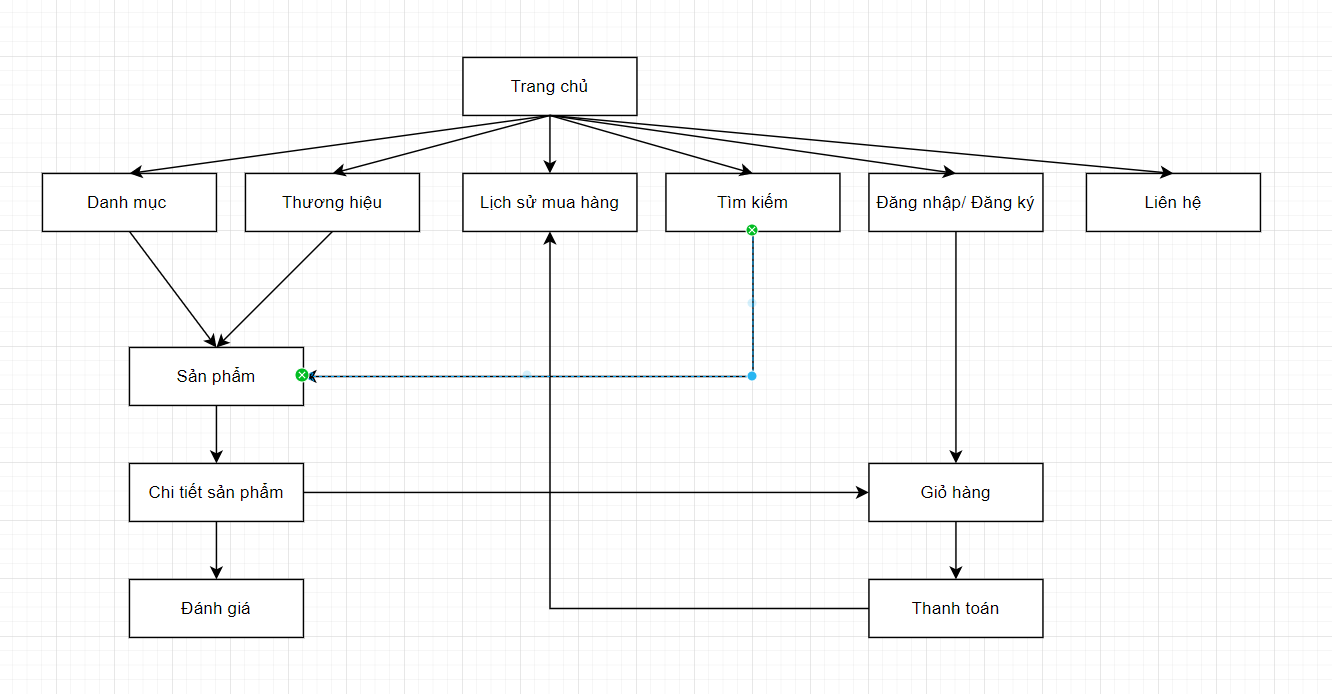 Trang chủ
Danh mục
Thương hiệu
Lịch sử mua hàng
Tìm kiếm
Đăng nhập/ Đăng ký
Liên hệ
Sản phẩm
Chi tiết sản phẩm
Giỏ hàng
Đánh giá
Thanh toán